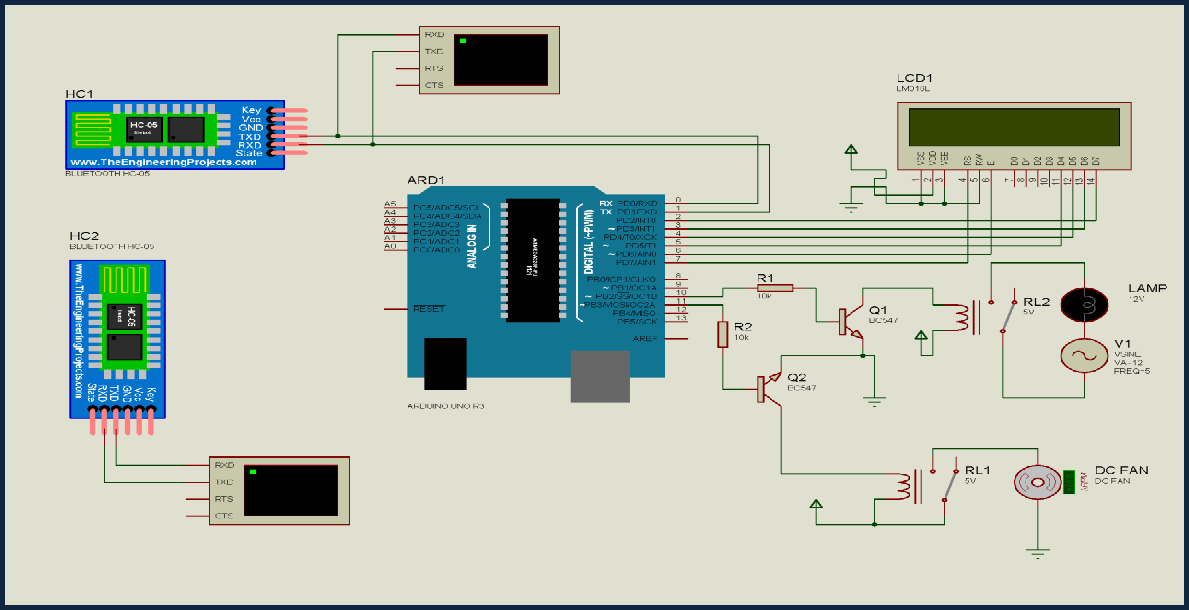 RXD
TXD
RTS
CTS
HC1
HC-05
Key
Vcc
GND
TXD
RXD
State
www.TheEngineeringProjects.com
BLUETOOTH HC-05
LCD1
LM016L
VSS
VDD
VEE
RS
RW
E
D0
D1
D2
D3
D4
D5
D6
D7
1
2
3
4
5
6
7
8
9
10
11
12
13
14
ARD1
A5
A4
A3
A2
A1
A0
PC5/ADC5/SCL
PC4/ADC4/SDA
PC3/ADC3
PC2/ADC2
PC1/ADC1
PC0/ADC0
ANALOG IN
RESET
DIGITAL (~PWM)
RX PD0/RXD 0
TX PD1/TXD 1
PD2/INT0 2
~ PD3/INT1 3
PD4/T0/XCK 4
~ PD5/T1 5
~ PD6/AIN0 6
PD7/AIN1 7
PB0/ICP1/CLKO 8
~ PB1/OC1A 9
~ PB2/SS/OC1B 10
~ PB3/MOSI/OC2A 11
PB4/MISO 12
PB5/SCK 13
AREF
ARDUINO UNO R3
HC2
BLUETOOTH HC-05
www.TheEngineeringProjects.com
HC-05
State
RXD
TXD
GND
Vcc
Key
RXD
TXD
RTS
CTS
R1
10k
R2
10k
Q1
BC547
Q2
BC547
RL2
5V
LAMP
12V
V1
VSINE
VA=12
FREQ=5
RL1
5V
DC FAN
DC FAN